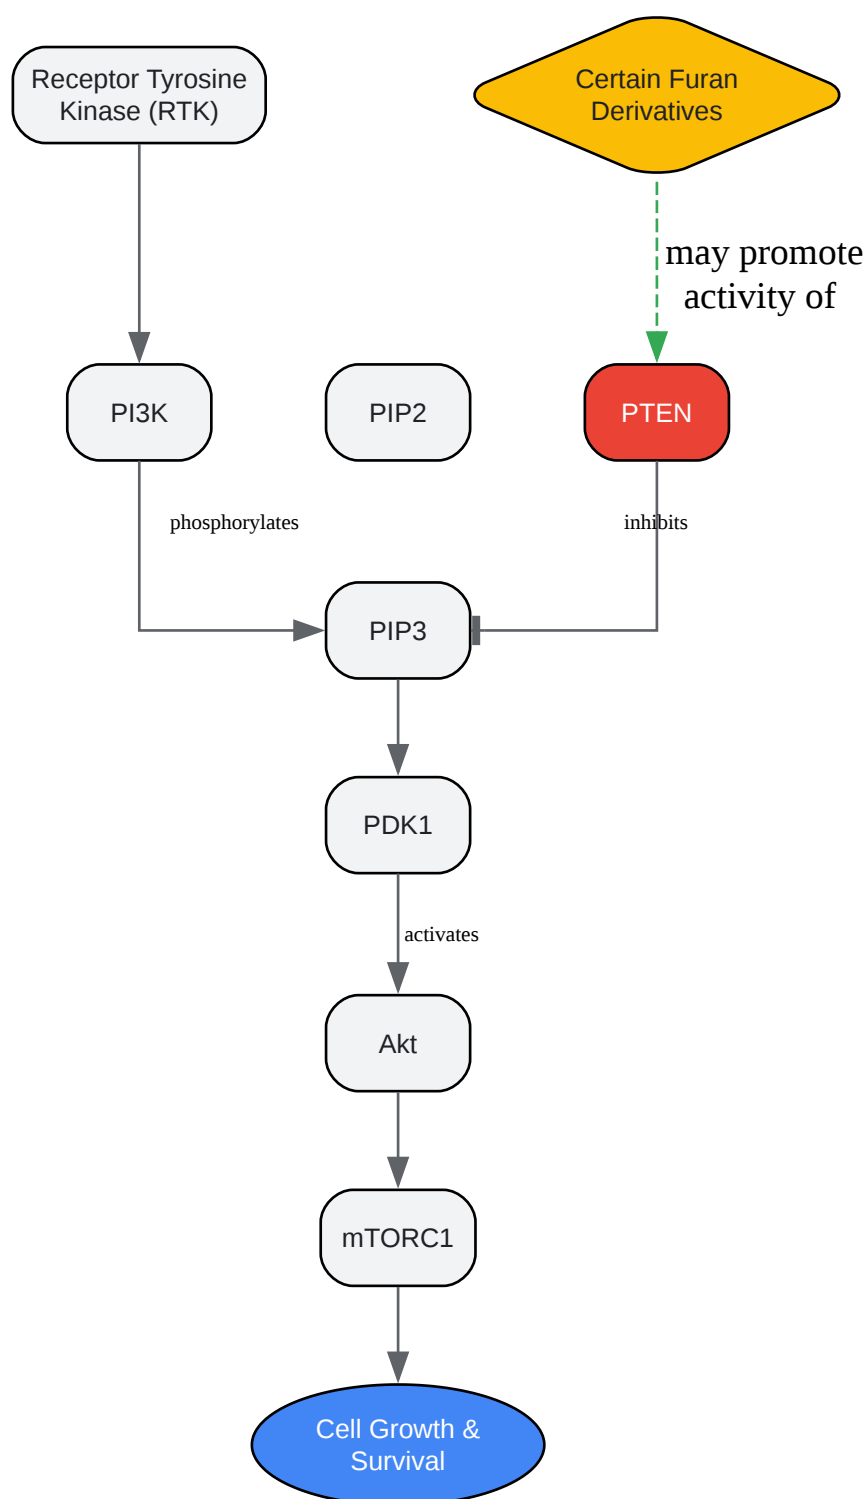 Receptor Tyrosine
Kinase (RTK)
Certain Furan
Derivatives
may promote
activity of
PI3K
PIP2
PTEN
phosphorylates
inhibits
PIP3
PDK1
activates
Akt
mTORC1
Cell Growth &
Survival